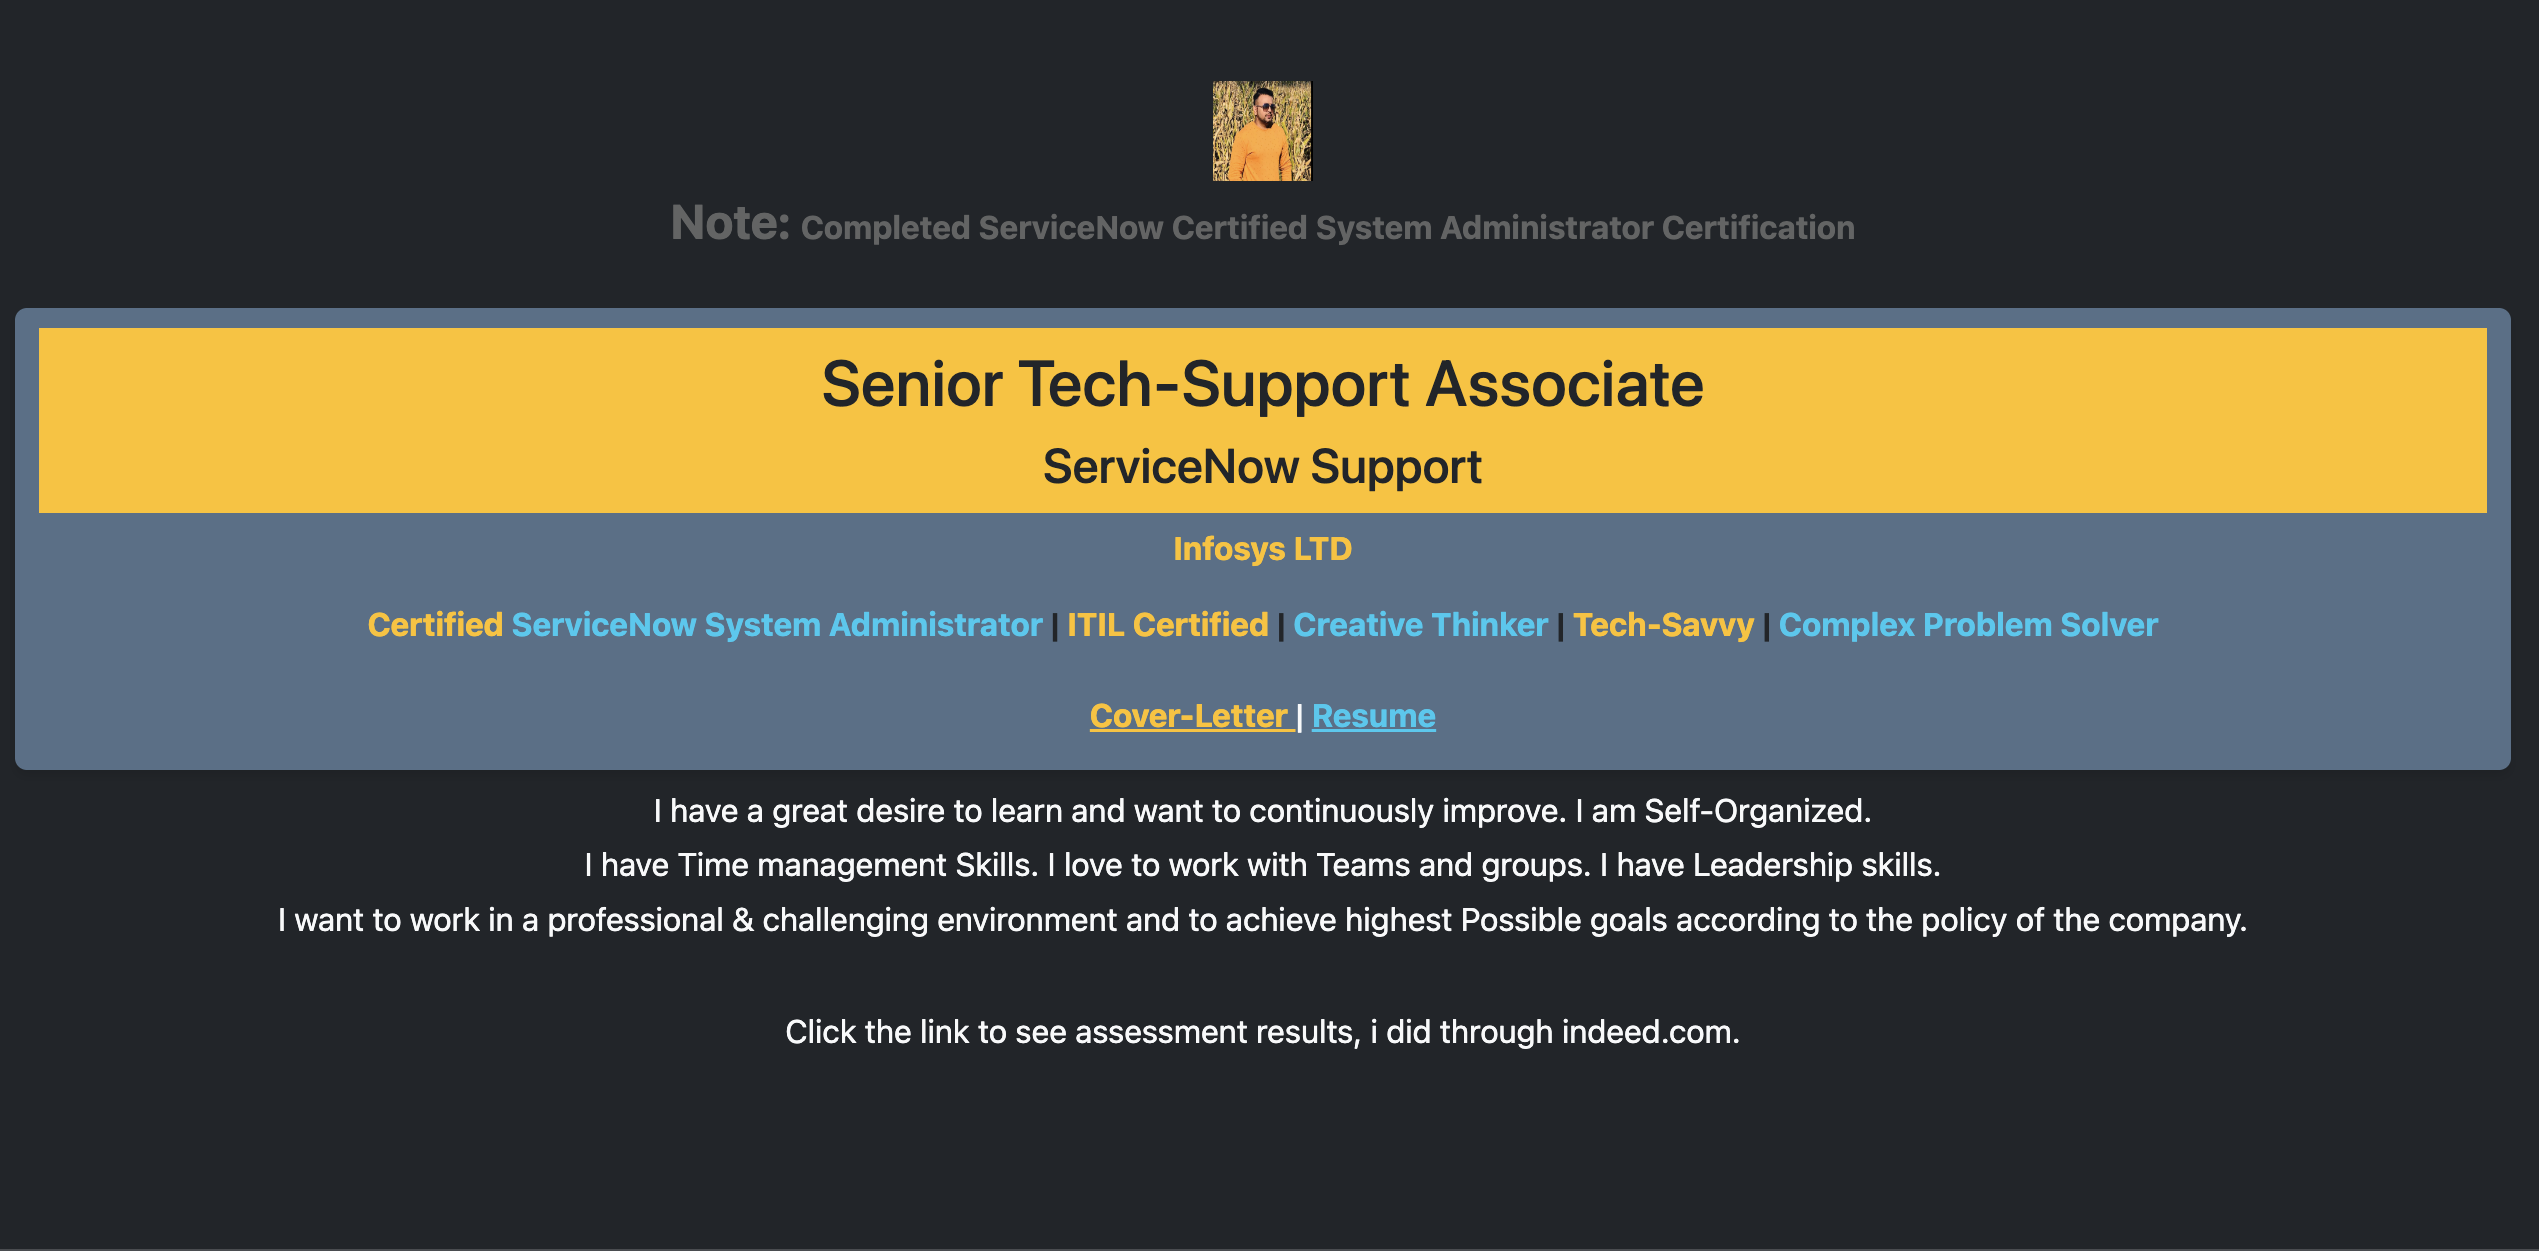 Note: Completed ServiceNow Certified System Administrator Certification
Senior Tech-Support Associate
ServiceNow Support
Infosys LTD
Certified ServiceNow System Administrator | ITIL Certified | Creative Thinker | Tech-Savvy | Complex Problem Solver
Cover-Letter | Resume
I have a great desire to learn and want to continuously improve. I am Self-Organized.
I have Time management Skills. I love to work with Teams and groups. I have Leadership skills.
I want to work in a professional & challenging environment and to achieve highest Possible goals according to the policy of the company.
Click the link to see assessment results, i did through indeed.com.